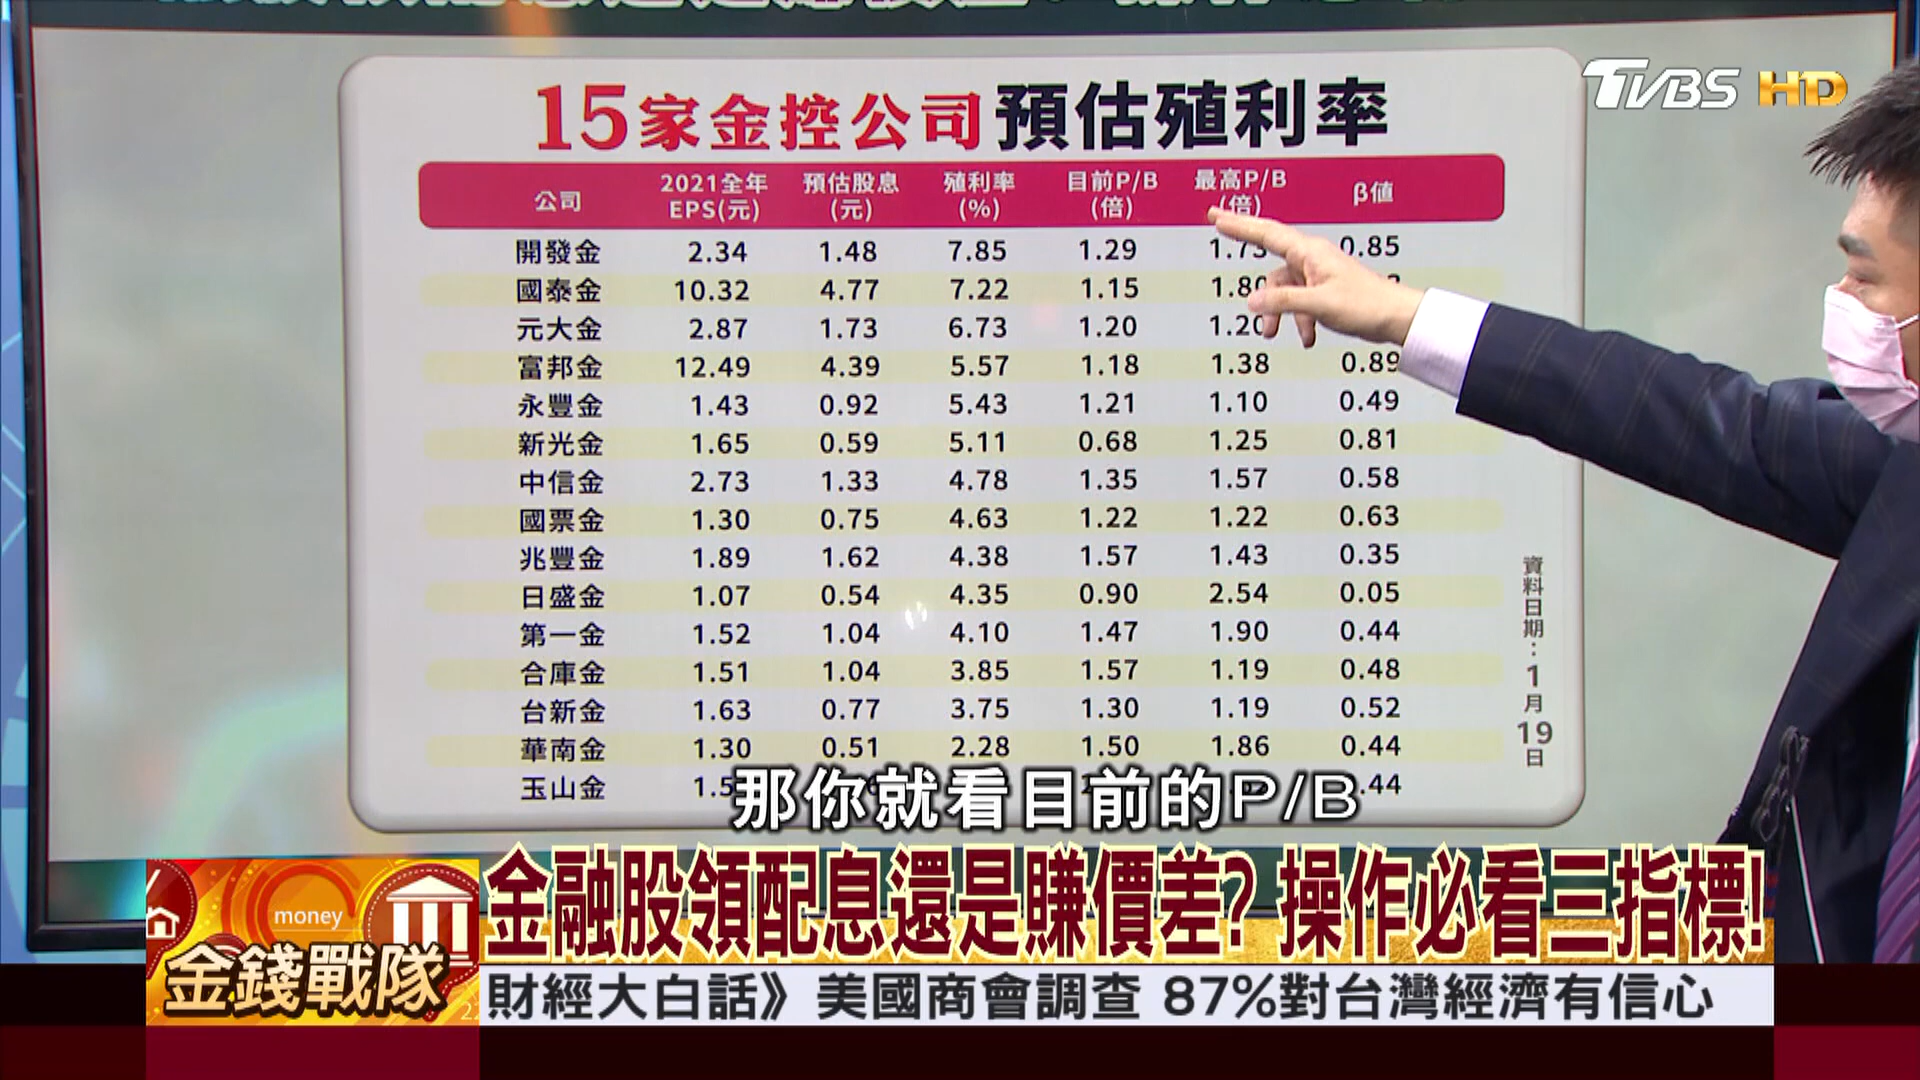 TVBS HD
15家金控公司預估殖利率
公司 2021全年EPS(元) 預估股息(元) 殖利率(%) 目前P/B(倍) 最高P/B(倍) β值
開發金 2.34 1.48 7.85 1.29 1.73 0.85
國泰金 10.32 4.77 7.22 1.15 1.80
元大金 2.87 1.73 6.73 1.20 1.20
富邦金 12.49 4.39 5.57 1.18 1.38 0.89
永豐金 1.43 0.92 5.43 1.21 1.10 0.49
新光金 1.65 0.59 5.11 0.68 1.25 0.81
中信金 2.73 1.33 4.78 1.35 1.57 0.58
國票金 1.30 0.75 4.63 1.22 1.22 0.63
兆豐金 1.89 1.62 4.38 1.57 1.43 0.35
日盛金 1.07 0.54 4.35 0.90 2.54 0.05
第一金 1.52 1.04 4.10 1.47 1.90 0.44
合庫金 1.51 1.04 3.85 1.57 1.19 0.48
台新金 1.63 0.77 3.75 1.30 1.19 0.52
華南金 1.30 0.51 2.28 1.50 1.86 0.44
玉山金 .44
資料日期：1月19日
那你就看目前的P/B
金融股領配息還是賺價差? 操作必看三指標!
money
金錢戰隊
財經大白話》美國商會調查 87%對台灣經濟有信心